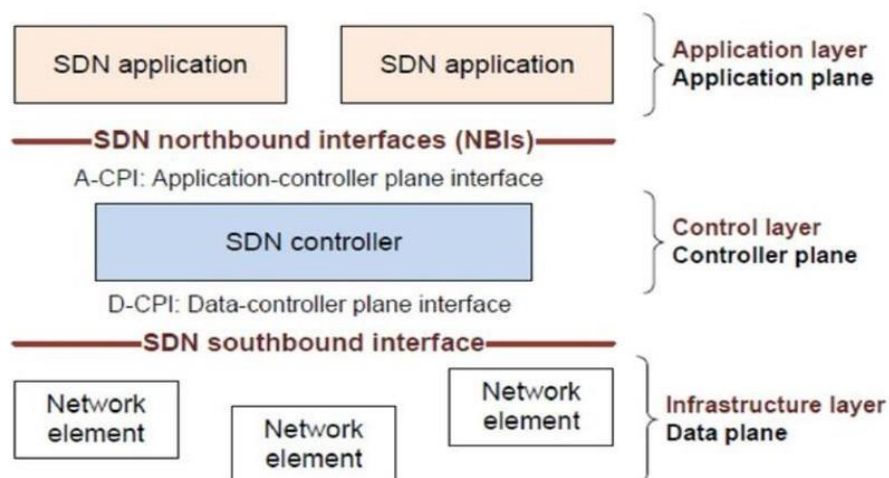 SDN application
SDN application
Application layer
Application plane
SDN northbound interfaces (NBIs)
A-CPI: Application-controller plane interface
SDN controller
Control layer
Controller plane
D-CPI: Data-controller plane interface
SDN southbound interface
Network
element
Network
element
Network
element
Infrastructure layer
Data plane